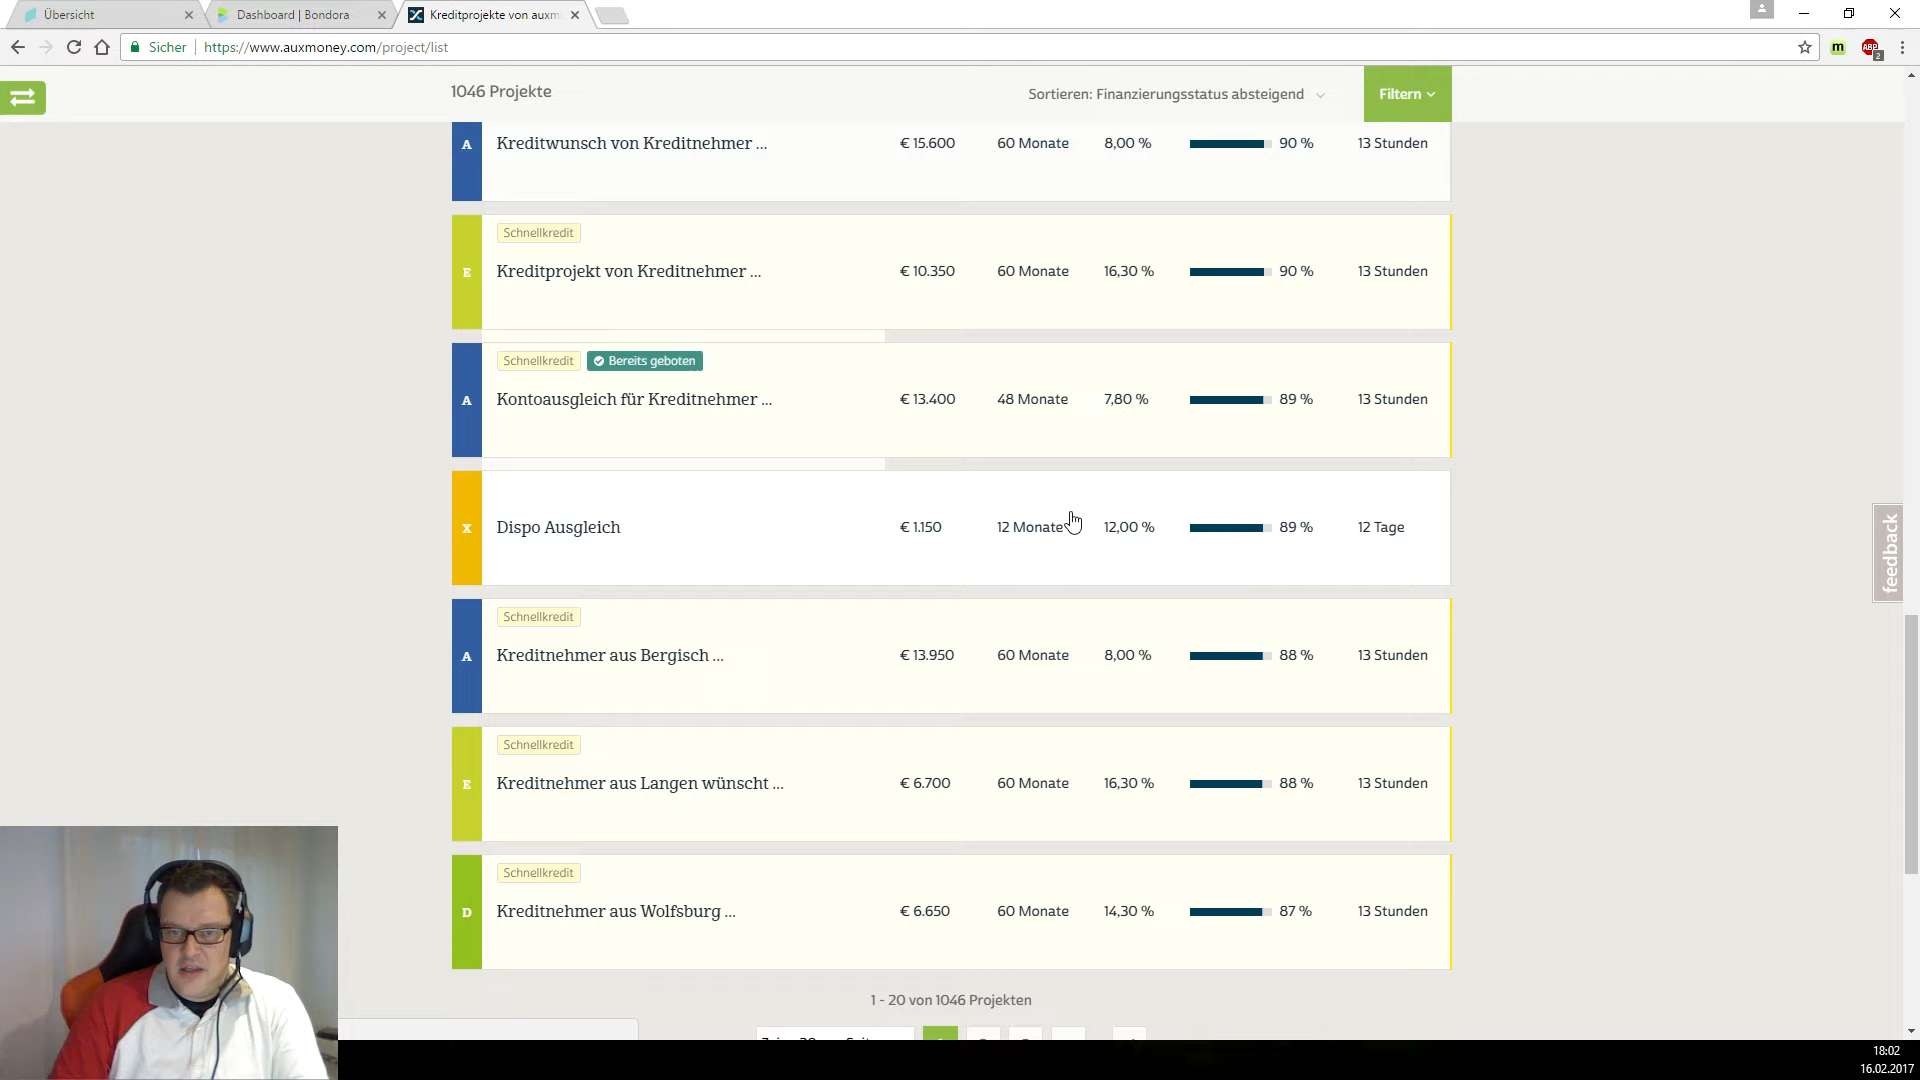 Übersicht
Dashboard | Bondora
Kreditprojekte von auxm
Sicher
https://www.auxmoney.com/project/list
m
ABP
2
1046 Projekte
Sortieren: Finanzierungsstatus absteigend
Filtern
A
Kreditwunsch von Kreditnehmer ...
€ 15.600
60 Monate
8,00 %
90 %
13 Stunden
Schnellkredit
E
Kreditprojekt von Kreditnehmer ...
€ 10.350
60 Monate
16,30 %
90 %
13 Stunden
Schnellkredit
Bereits geboten
A
Kontoausgleich für Kreditnehmer ...
€ 13.400
48 Monate
7,80 %
89 %
13 Stunden
X
Dispo Ausgleich
€ 1.150
12 Monate
12,00 %
89 %
12 Tage
feedback
Schnellkredit
A
Kreditnehmer aus Bergisch ...
€ 13.950
60 Monate
8,00 %
88 %
13 Stunden
Schnellkredit
E
Kreditnehmer aus Langen wünscht ...
€ 6.700
60 Monate
16,30 %
88 %
13 Stunden
Schnellkredit
D
Kreditnehmer aus Wolfsburg ...
€ 6.650
60 Monate
14,30 %
87 %
13 Stunden
1 - 20 von 1046 Projekten
18:02
16.02.2017